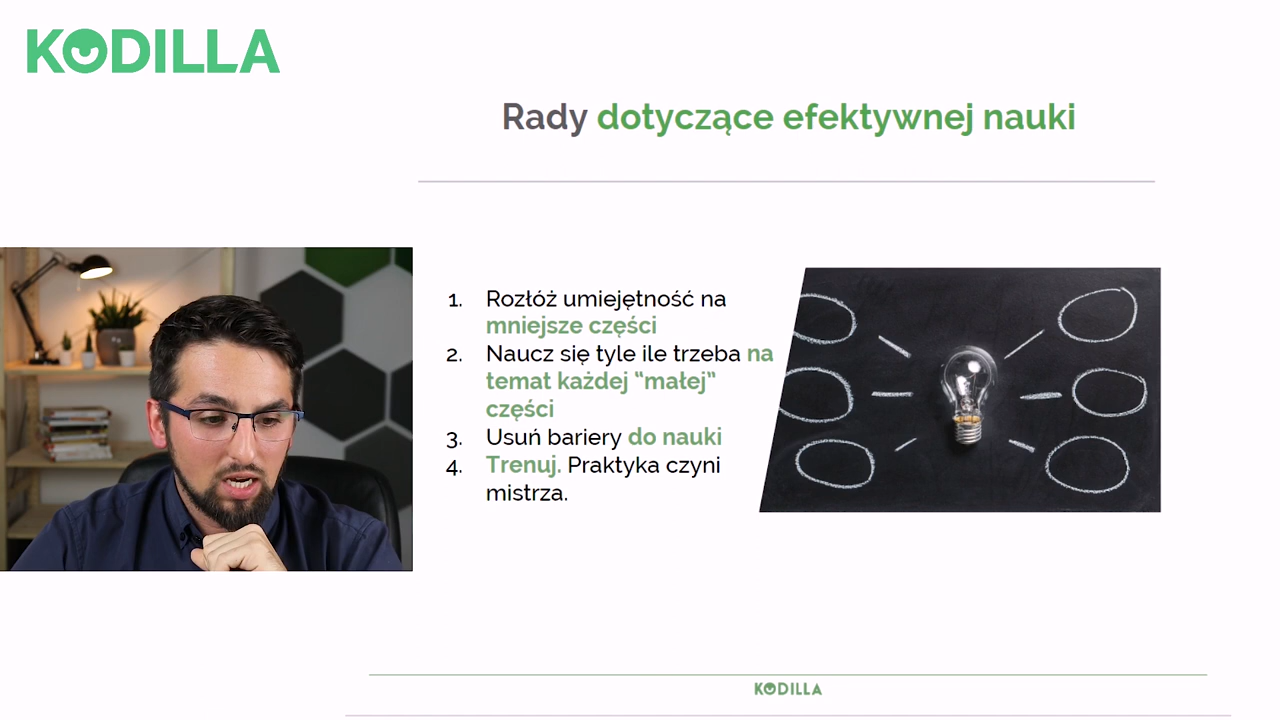 KODILLA
Rady dotyczące efektywnej nauki
1. Rozłóż umiejętność na
mniejsze części
2. Naucz się tyle ile trzeba na
temat każdej “małej”
części
3. Usuń bariery do nauki
4. Trenuj. Praktyka czyni
mistrza.
KODILLA